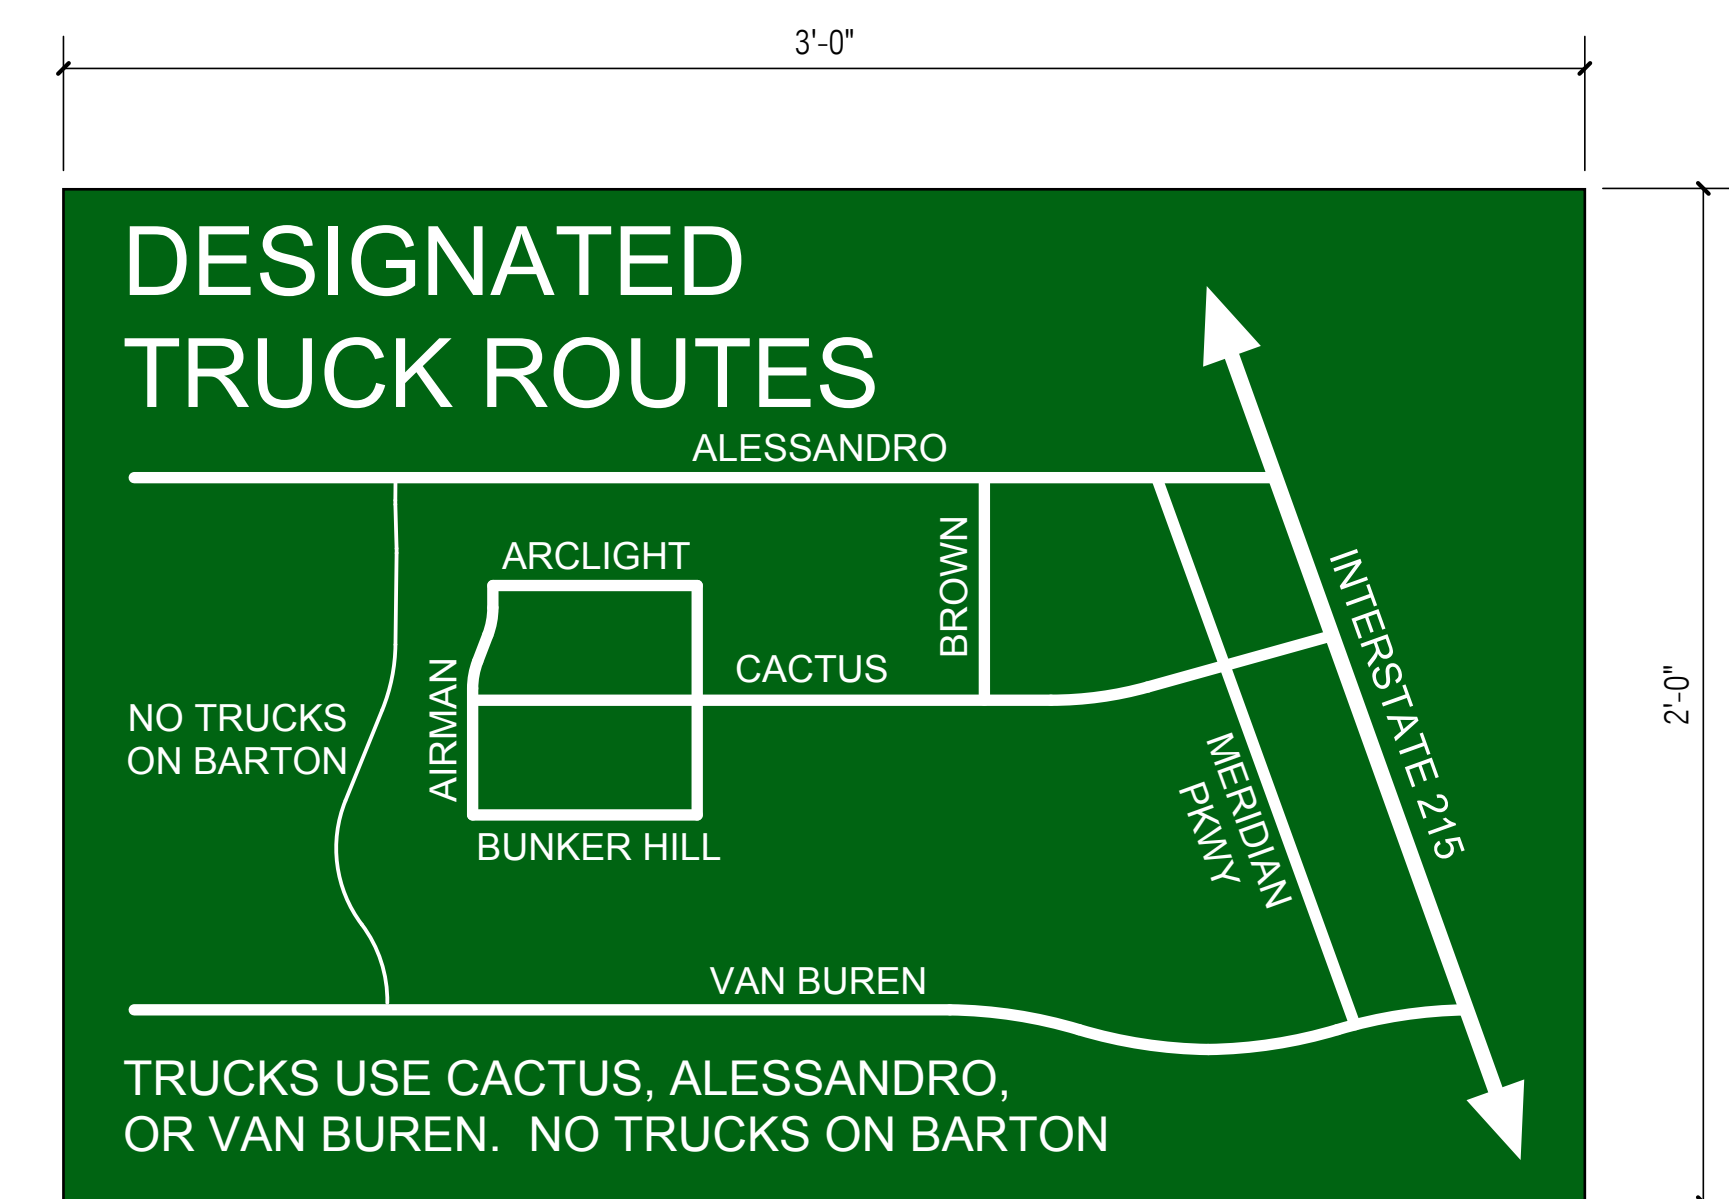 3'-0"
DESIGNATED
TRUCK ROUTES
ALESSANDRO
ARCLIGHT
BROWN
INTERSTATE 215
CACTUS
AIRMAN
NO TRUCKS
ON BARTON
2'-0"
MERIDIAN
PKWY
BUNKER HILL
VAN BUREN
TRUCKS USE CACTUS, ALESSANDRO,
OR VAN BUREN.  NO TRUCKS ON BARTON